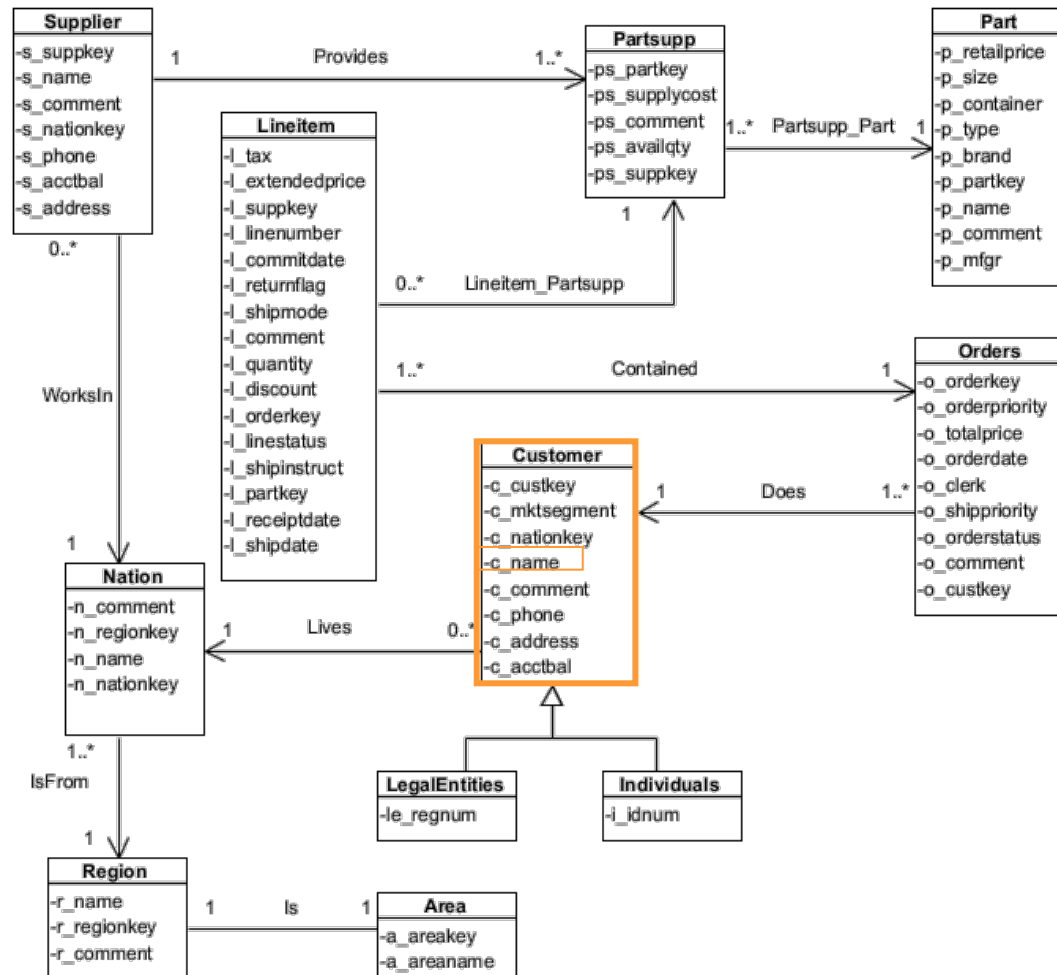 Supplier
-s_suppkey
-s_name
-s_comment
-s_nationkey
-s_phone
-s_acctbal
-s_address
1
Provides
1..*
Partsupp
-ps_partkey
-ps_supplycost
-ps_comment
-ps_availqty
-ps_suppkey
1..*
Partsupp_Part
1
Part
-p_retailprice
-p_size
-p_container
-p_type
-p_brand
-p_partkey
-p_name
-p_comment
-p_mfgr
Lineitem
-l_tax
-l_extendedprice
-l_suppkey
-l_linenumber
-l_commitdate
-l_returnflag
-l_shipmode
-l_comment
-l_quantity
-l_discount
-l_orderkey
-l_linestatus
-l_shipinstruct
-l_partkey
-l_receiptdate
-l_shipdate
1
0..*
Lineitem_Partsupp
1..*
Contained
1
Orders
-o_orderkey
-o_orderpriority
-o_totalprice
-o_orderdate
-o_clerk
-o_shippriority
-o_orderstatus
-o_comment
-o_custkey
0..*
WorksIn
1
Customer
-c_custkey
-c_mktsegment
-c_nationkey
-c_name
-c_comment
-c_phone
-c_address
-c_acctbal
1
Does
1..*
Nation
-n_comment
-n_regionkey
-n_name
-n_nationkey
1
Lives
0..*
LegalEntities
-le_regnum
Individuals
-i_idnum
1..*
IsFrom
1
Region
-r_name
-r_regionkey
-r_comment
1
Is
1
Area
-a_areakey
-a_areaname